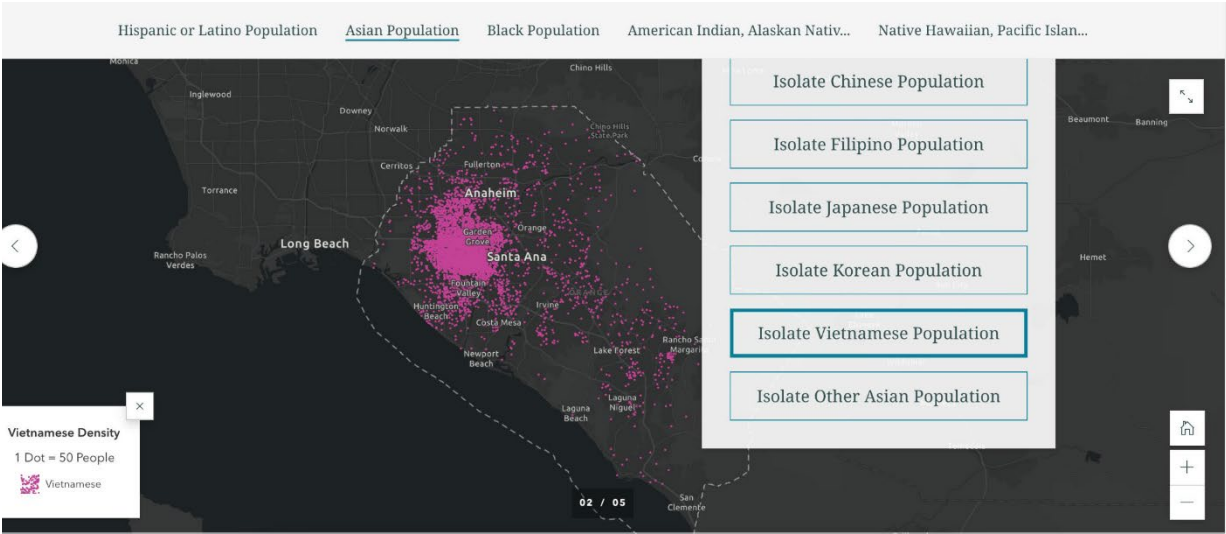 Hispanic or Latino Population
Asian Population
Black Population
American Indian, Alaskan Nativ...
Native Hawaiian, Pacific Islan...
Monica
Chino Hills
Inglewood
Downey
Norwalk
Chino Hills
State Park
Beaumont
Banning
Cerritos
Fullerton
Torrance
Anaheim
Garden
Grove
Orange
Long Beach
Santa Ana
Rancho Palos
Verdes
Hemet
Fountain
Valley
ORANGE
Huntington
Beach
Irvine
Costa Mesa
Newport
Beach
Lake Forest
Rancho Sa
Margari
Laguna
Beach
Laguna
Niguel
San
Clemente
Isolate Chinese Population
Isolate Filipino Population
Isolate Japanese Population
Isolate Korean Population
Isolate Vietnamese Population
Isolate Other Asian Population
Vietnamese Density
1 Dot = 50 People
Vietnamese
02 / 05